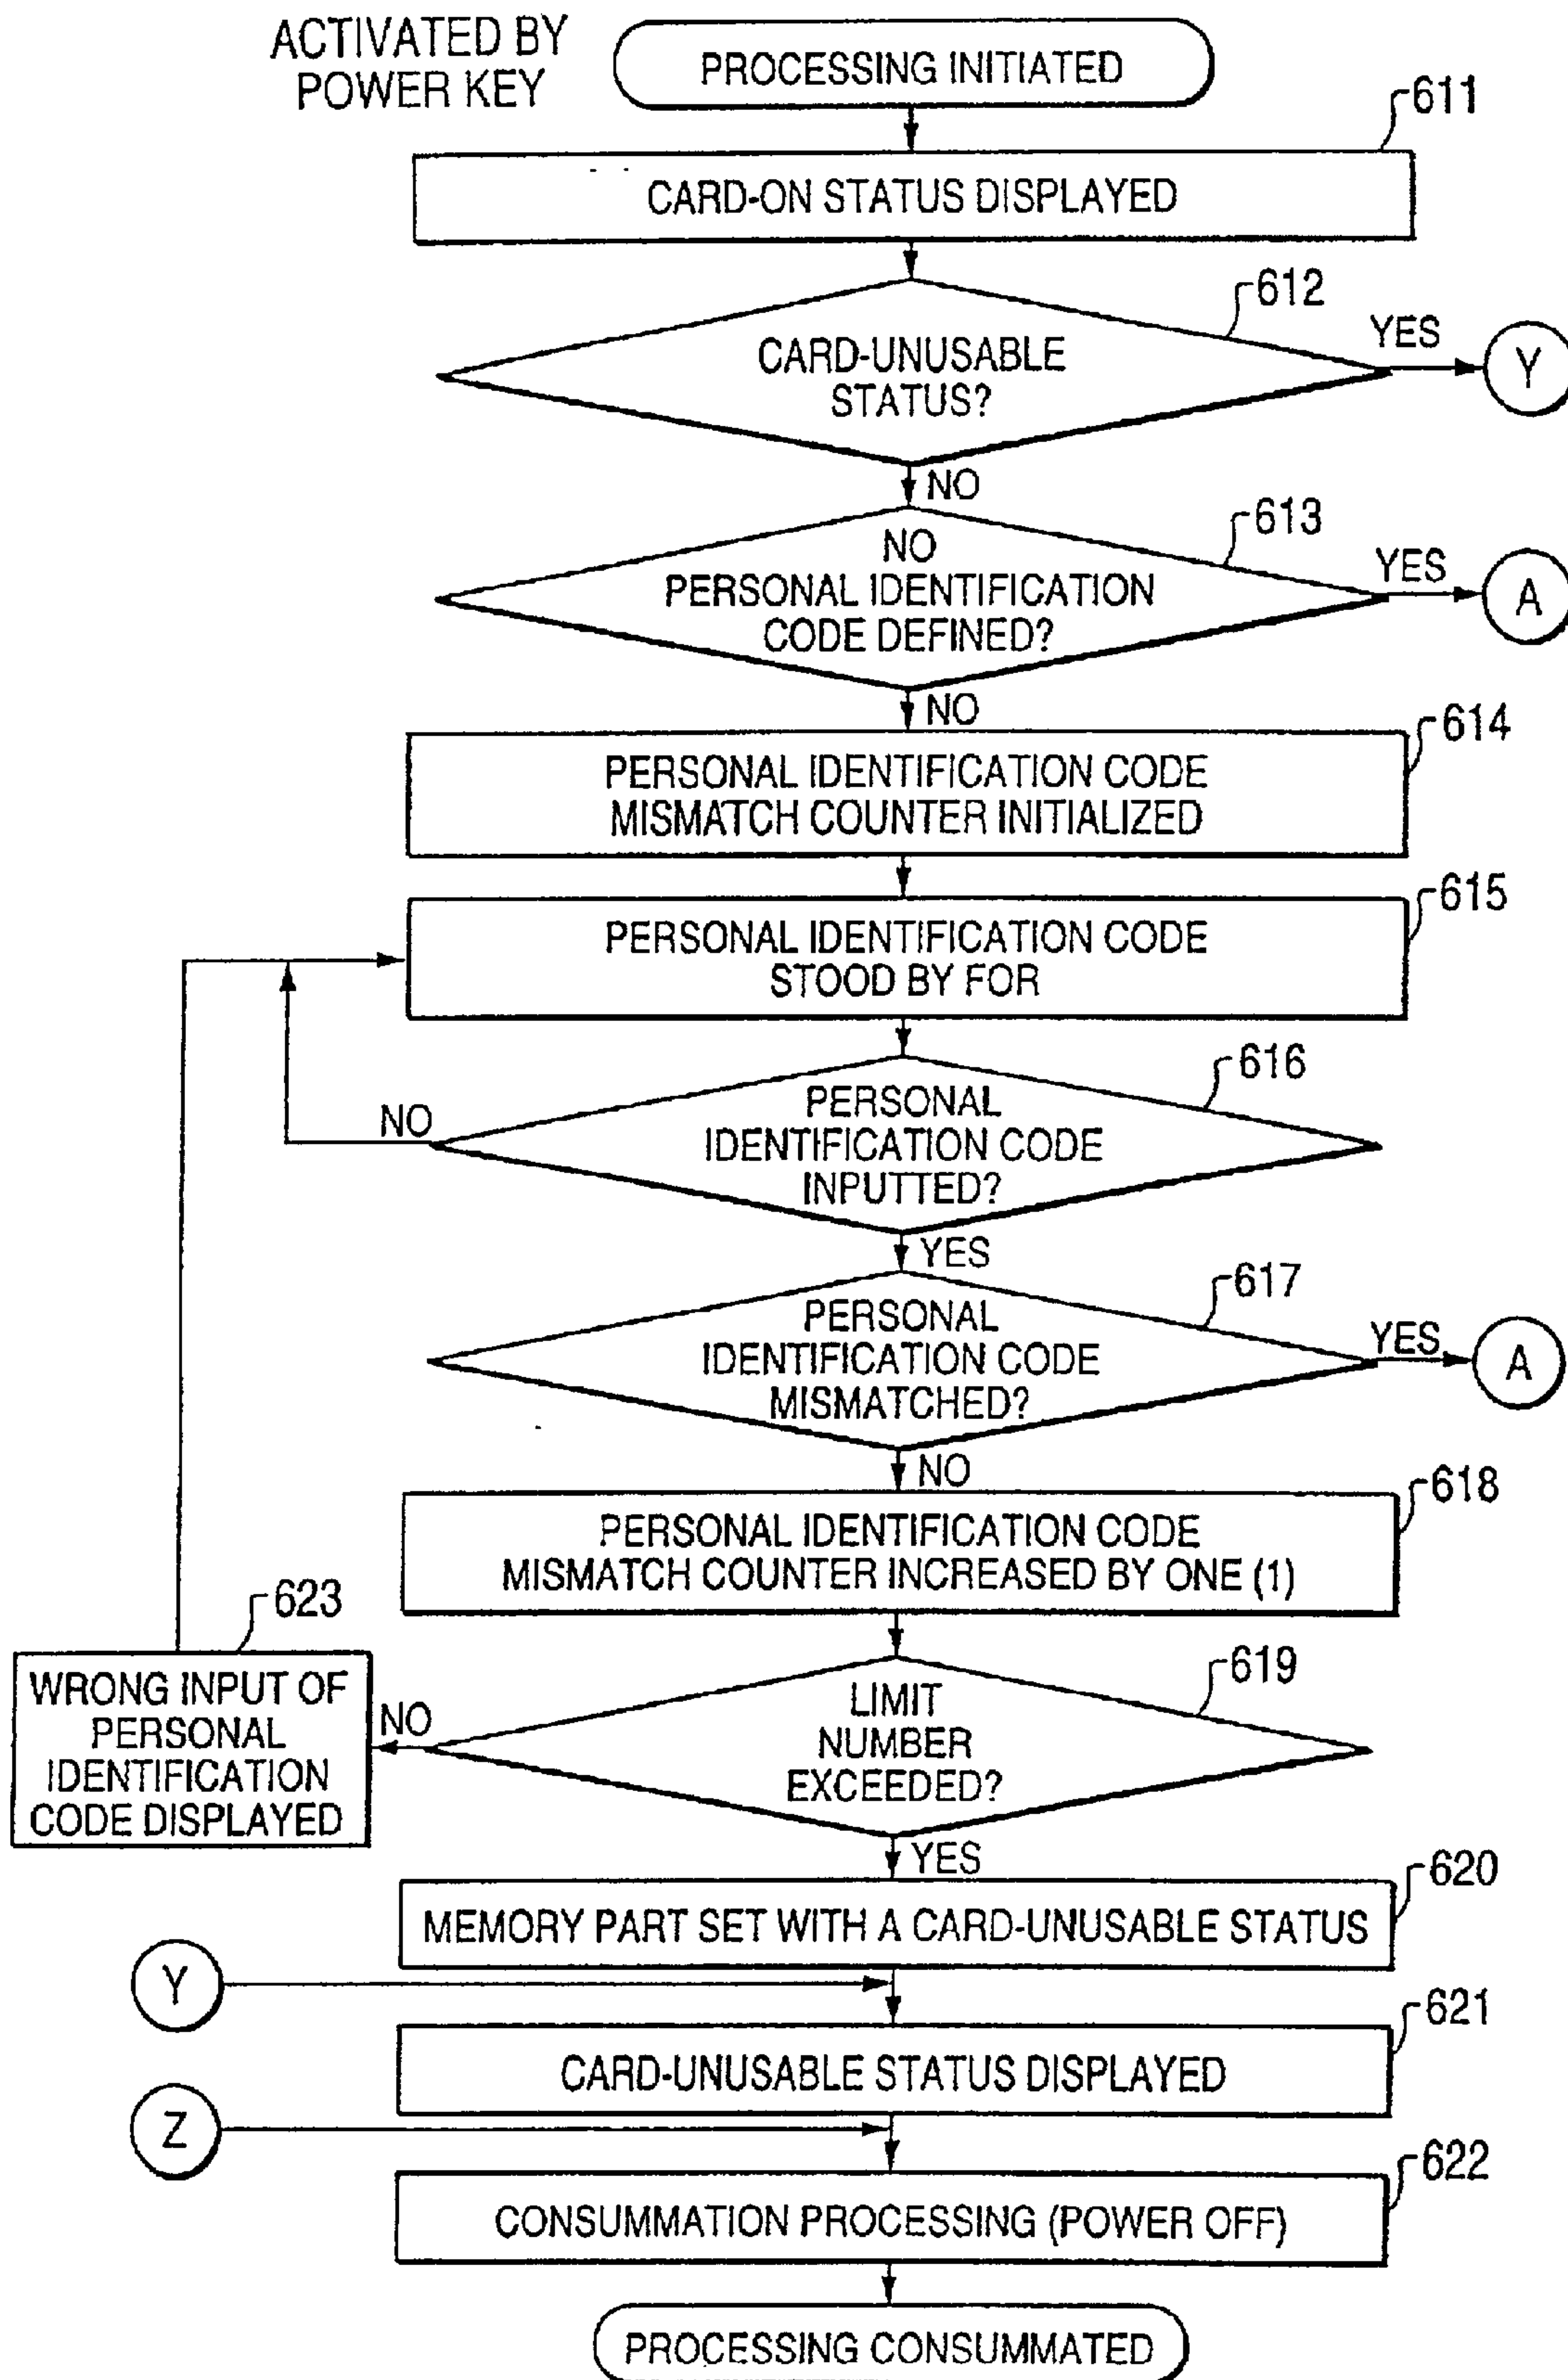 ACTIVATED BY
POWER KEY
PROCESSING INITIATED
611
CARD-ON STATUS DISPLAYED
612
CARD-UNUSABLE
STATUS?
YES
Y
NO
613
NO
PERSONAL IDENTIFICATION
CODE DEFINED?
YES
A
NO
614
PERSONAL IDENTIFICATION CODE
MISMATCH COUNTER INITIALIZED
615
PERSONAL IDENTIFICATION CODE
STOOD BY FOR
616
PERSONAL
IDENTIFICATION CODE
INPUTTED?
NO
YES
617
PERSONAL
IDENTIFICATION CODE
MISMATCHED?
YES
A
NO
618
PERSONAL IDENTIFICATION CODE
MISMATCH COUNTER INCREASED BY ONE (1)
623
WRONG INPUT OF
PERSONAL
IDENTIFICATION
CODE DISPLAYED
NO
619
LIMIT
NUMBER
EXCEEDED?
YES
620
MEMORY PART SET WITH A CARD-UNUSABLE STATUS
Y
621
CARD-UNUSABLE STATUS DISPLAYED
Z
622
CONSUMMATION PROCESSING (POWER OFF)
PROCESSING CONSUMMATED